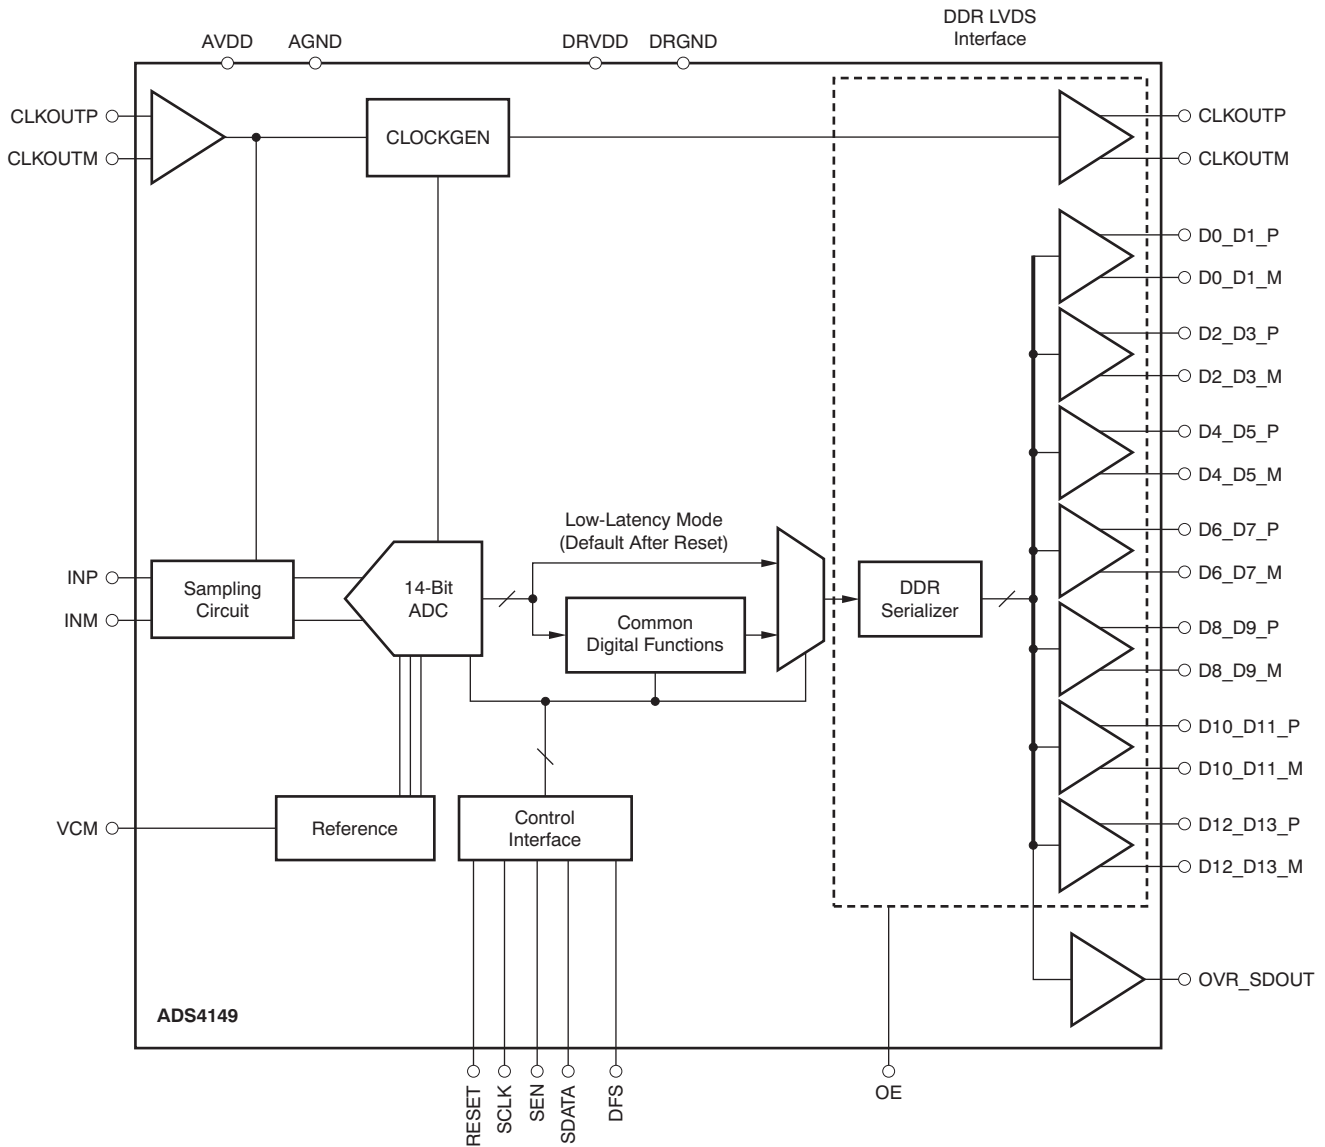 DDR LVDS
Interface
AVDD
AGND
DRVDD
DRGND
CLKOUTP
CLKOUTM
CLOCKGEN
CLKOUTP
CLKOUTM
D0_D1_P
D0_D1_M
D2_D3_P
D2_D3_M
D4_D5_P
D4_D5_M
Low-Latency Mode
(Default After Reset)
D6_D7_P
D6_D7_M
INP
INM
Sampling
Circuit
14-Bit
ADC
Common
Digital Functions
DDR
Serializer
D8_D9_P
D8_D9_M
D10_D11_P
D10_D11_M
VCM
Reference
Control
Interface
D12_D13_P
D12_D13_M
OVR_SDOUT
ADS4149
RESET
SCLK
SEN
SDATA
DFS
OE